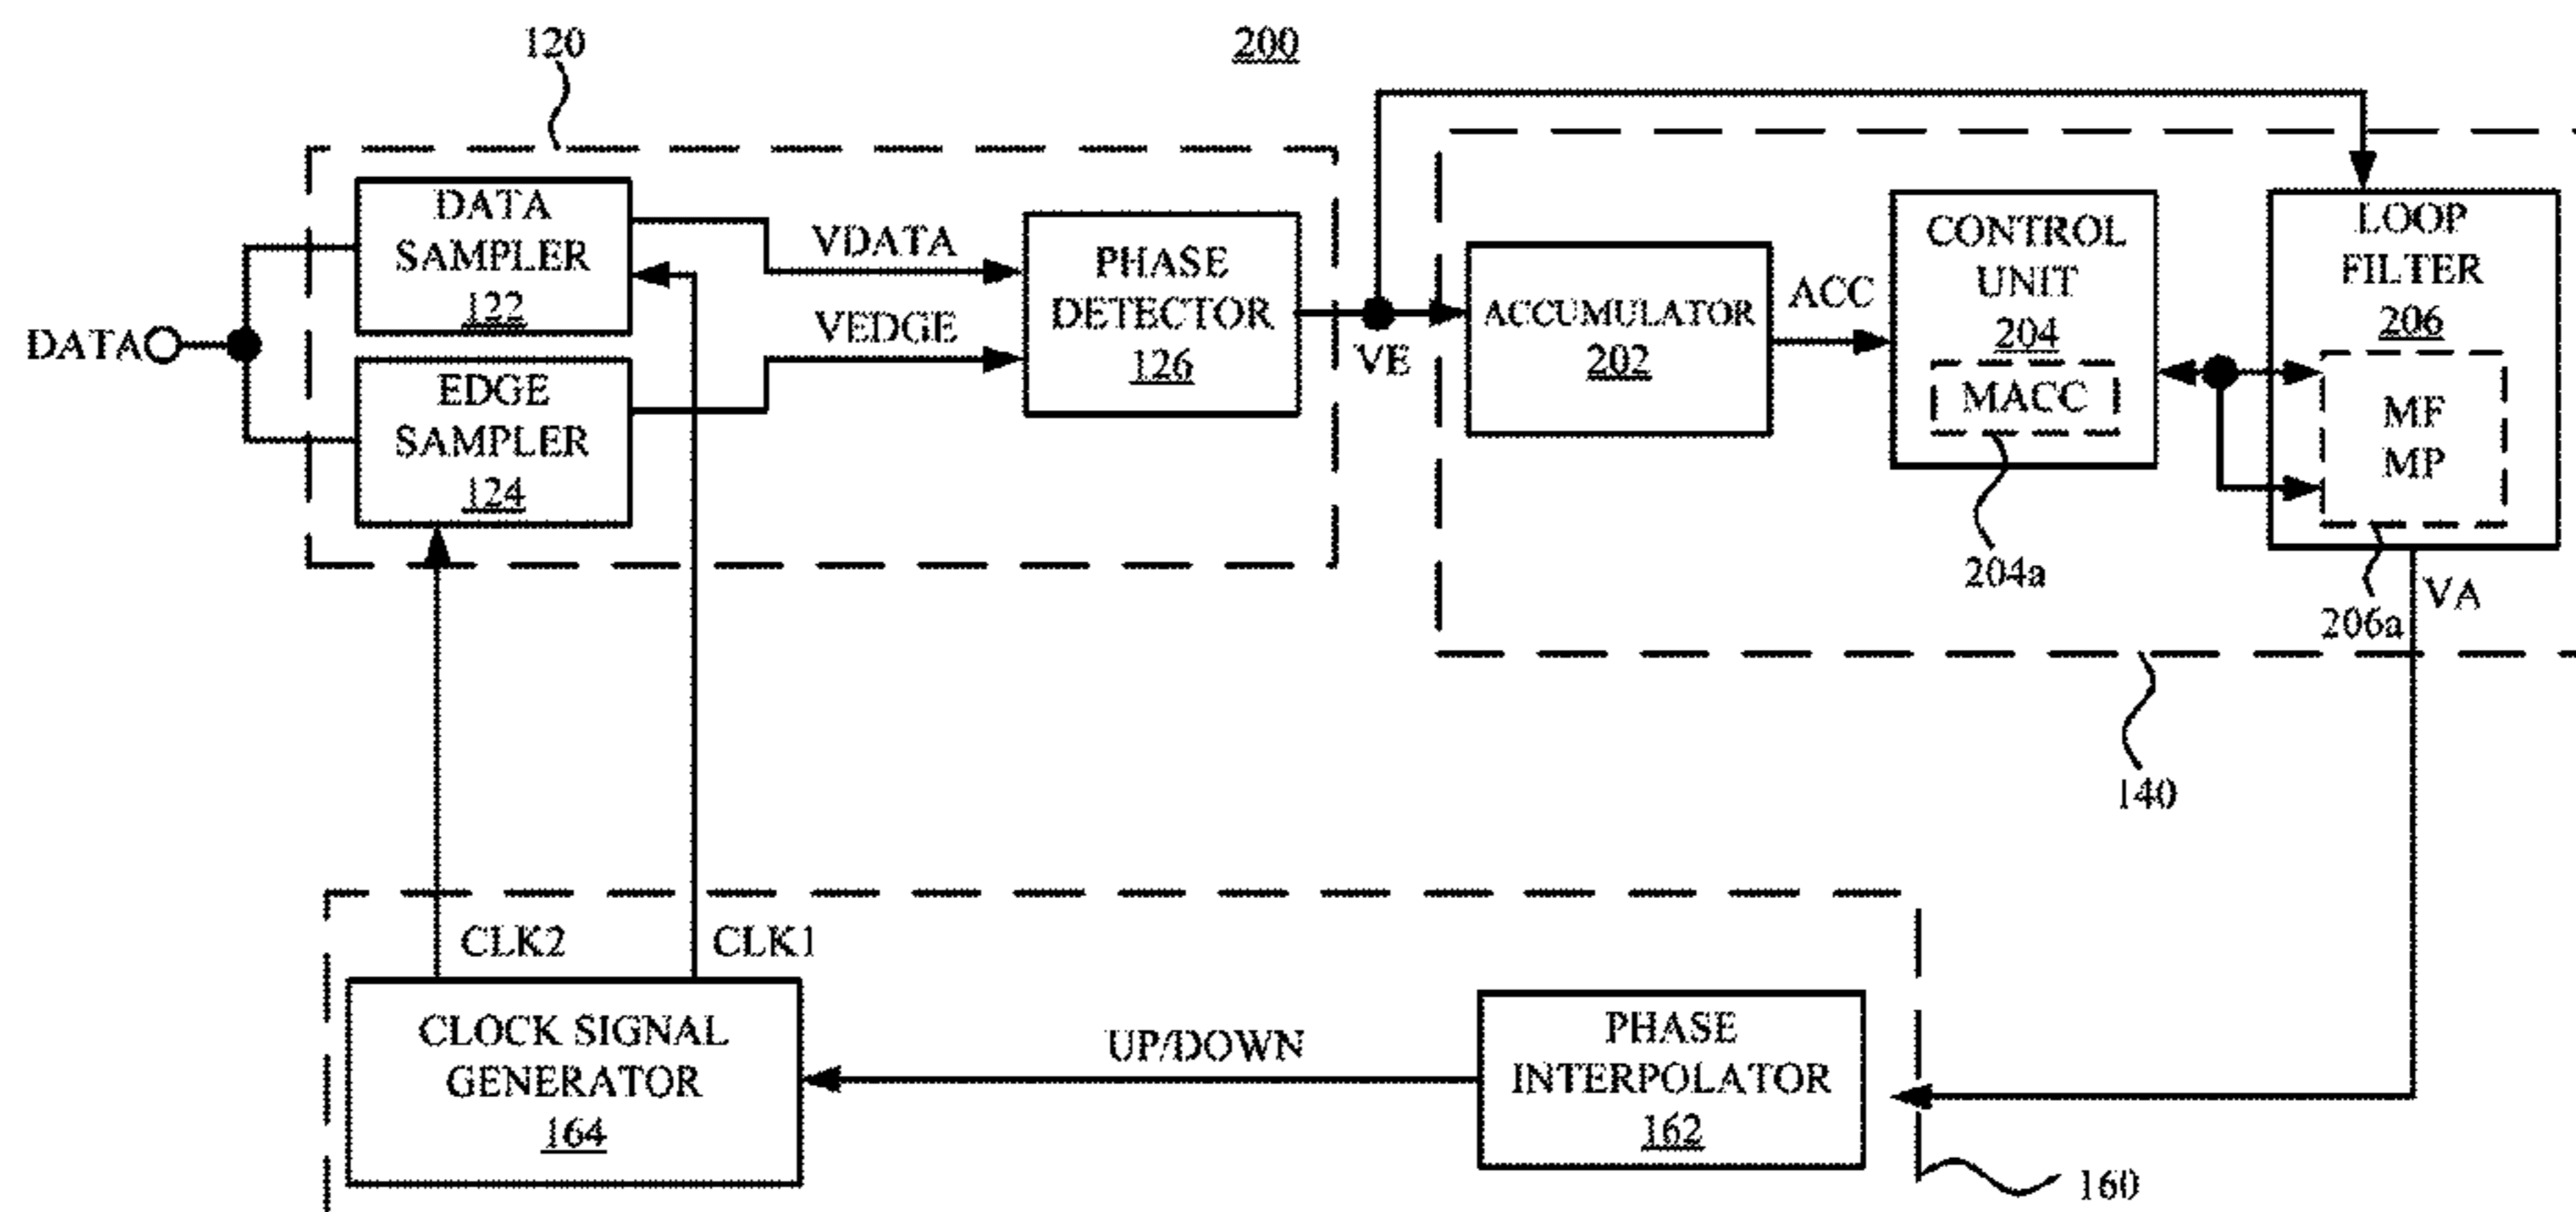 120
200
DATA
SAMPLER
122
VDATA
PHASE
DETECTOR
126
VEDGE
DATA
EDGE
SAMPLER
124
VE
ACCUMULATOR
202
ACC
CONTROL
UNIT
204
MACC
204a
LOOP
FILTER
206
MF
MP
206a
VA
140
CLK2
CLK1
CLOCK SIGNAL
GENERATOR
164
UP/DOWN
PHASE
INTERPOLATOR
162
160